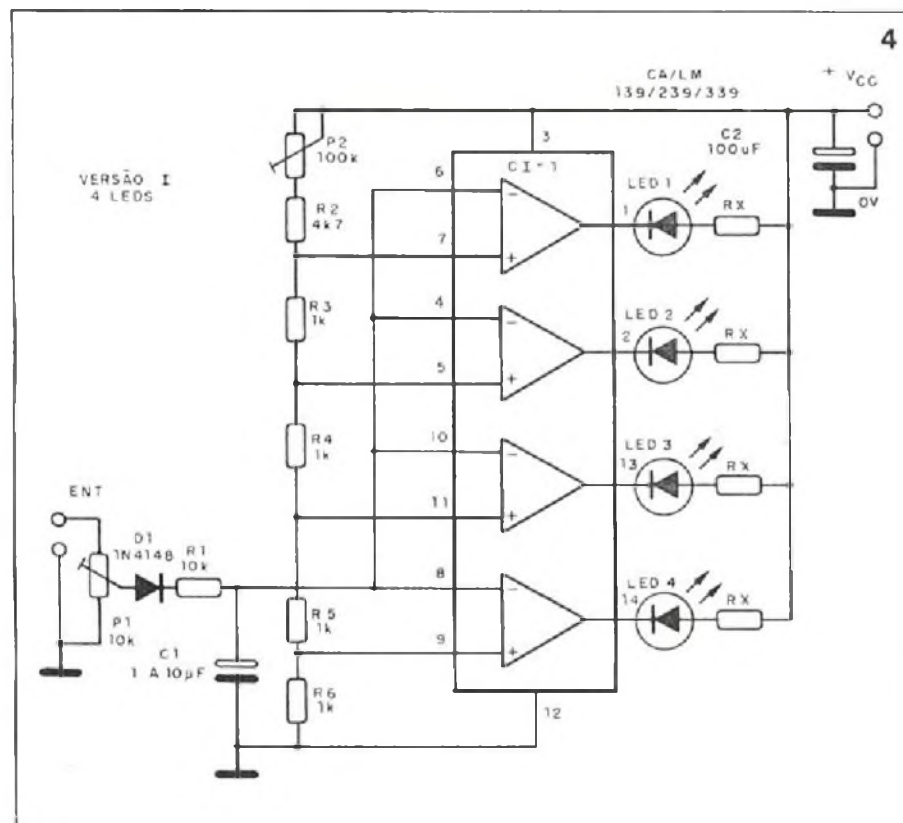 4
CA/LM
139/239/339
+ VCC
C2
100uF
0V
VERSÃO I
4 LEDS
P2
100k
R2
4k7
R3
1k
R4
1k
R5
1k
R6
1k
3
CI-1
6
7
4
5
10
11
8
9
12
1
LED 1
RX
2
LED 2
RX
13
LED 3
RX
14
LED 4
RX
ENT
D1
1N4148
R1
10k
P1
10k
C1
1 A 10µF